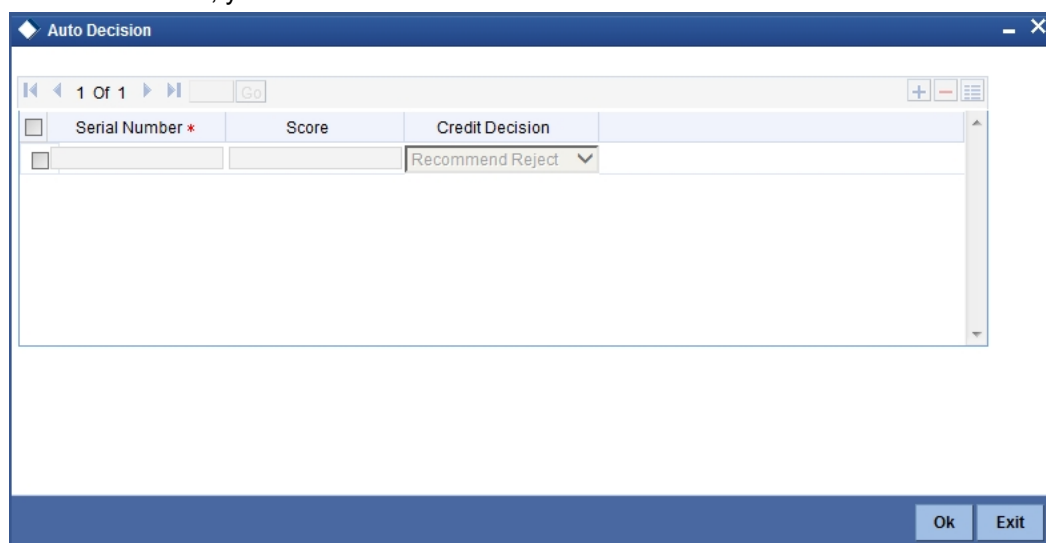 Auto Decision
1 Of 1 Go
Serial Number * Score Credit Decision
Recommend Reject
Ok Exit